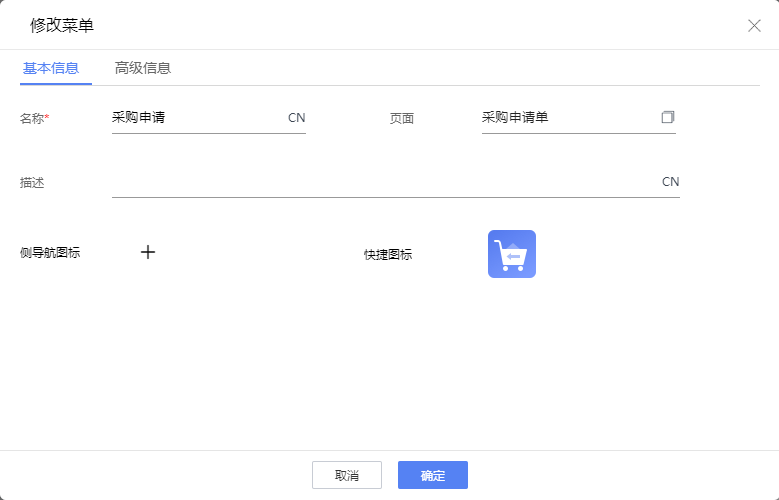 修改菜单
基本信息 高级信息
名称* 采购申请 CN 页面 采购申请单
描述 CN
侧导航图标 快捷图标
取消 确定